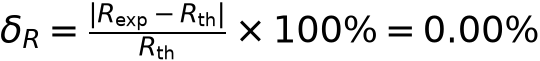 δ_R = |R_exp − R_th| / R_th × 100% = 0.00%